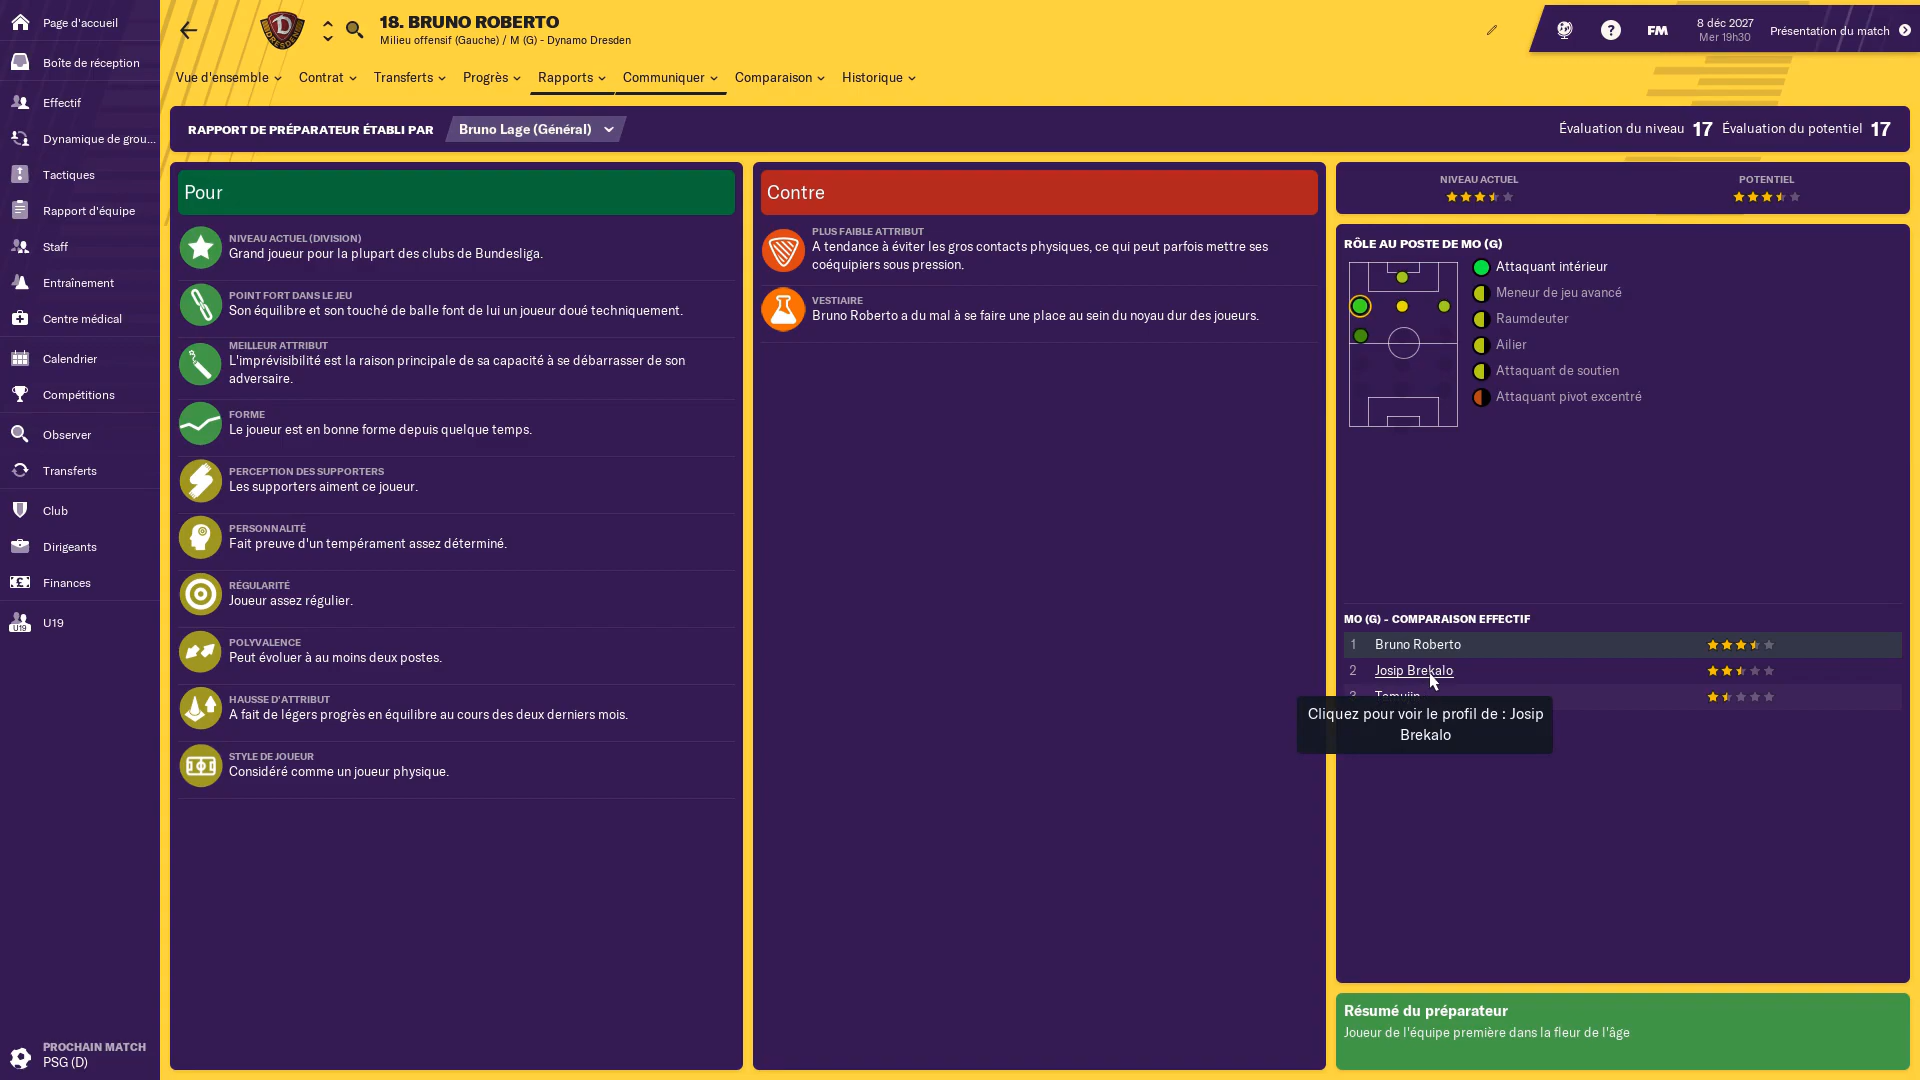 Page d'accueil
Boîte de réception
Effectif
Dynamique de grou...
Tactiques
Rapport d'équipe
Staff
Entraînement
Centre médical
Calendrier
Compétitions
Observer
Transferts
Club
Dirigeants
Finances
U19
U19
PROCHAIN MATCH
PSG (D)
18. BRUNO ROBERTO
Milieu offensif (Gauche) / M (G) - Dynamo Dresden
FM
8 déc 2027
Mer 19h30
Présentation du match
Vue d'ensemble
Contrat
Transferts
Progrès
Rapports
Communiquer
Comparaison
Historique
RAPPORT DE PRÉPARATEUR ÉTABLI PAR
Bruno Lage (Général)
Évaluation du niveau 17 Évaluation du potentiel 17
Pour
NIVEAU ACTUEL (DIVISION)
Grand joueur pour la plupart des clubs de Bundesliga.
POINT FORT DANS LE JEU
Son équilibre et son touché de balle font de lui un joueur doué techniquement.
MEILLEUR ATTRIBUT
L'imprévisibilité est la raison principale de sa capacité à se débarrasser de son
adversaire.
FORME
Le joueur est en bonne forme depuis quelque temps.
PERCEPTION DES SUPPORTERS
Les supporters aiment ce joueur.
PERSONNALITÉ
Fait preuve d'un tempérament assez déterminé.
RÉGULARITÉ
Joueur assez régulier.
POLYVALENCE
Peut évoluer à au moins deux postes.
HAUSSE D'ATTRIBUT
A fait de légers progrès en équilibre au cours des deux derniers mois.
STYLE DE JOUEUR
Considéré comme un joueur physique.
Contre
PLUS FAIBLE ATTRIBUT
A tendance à éviter les gros contacts physiques, ce qui peut parfois mettre ses
coéquipiers sous pression.
VESTIAIRE
Bruno Roberto a du mal à se faire une place au sein du noyau dur des joueurs.
NIVEAU ACTUEL
POTENTIEL
RÔLE AU POSTE DE MO (G)
Attaquant intérieur
Meneur de jeu avancé
Raumdeuter
Ailier
Attaquant de soutien
Attaquant pivot excentré
MO (G) - COMPARAISON EFFECTIF
1 Bruno Roberto
2 Josip Brekalo
Cliquez pour voir le profil de : Josip
Brekalo
Résumé du préparateur
Joueur de l'équipe première dans la fleur de l'âge